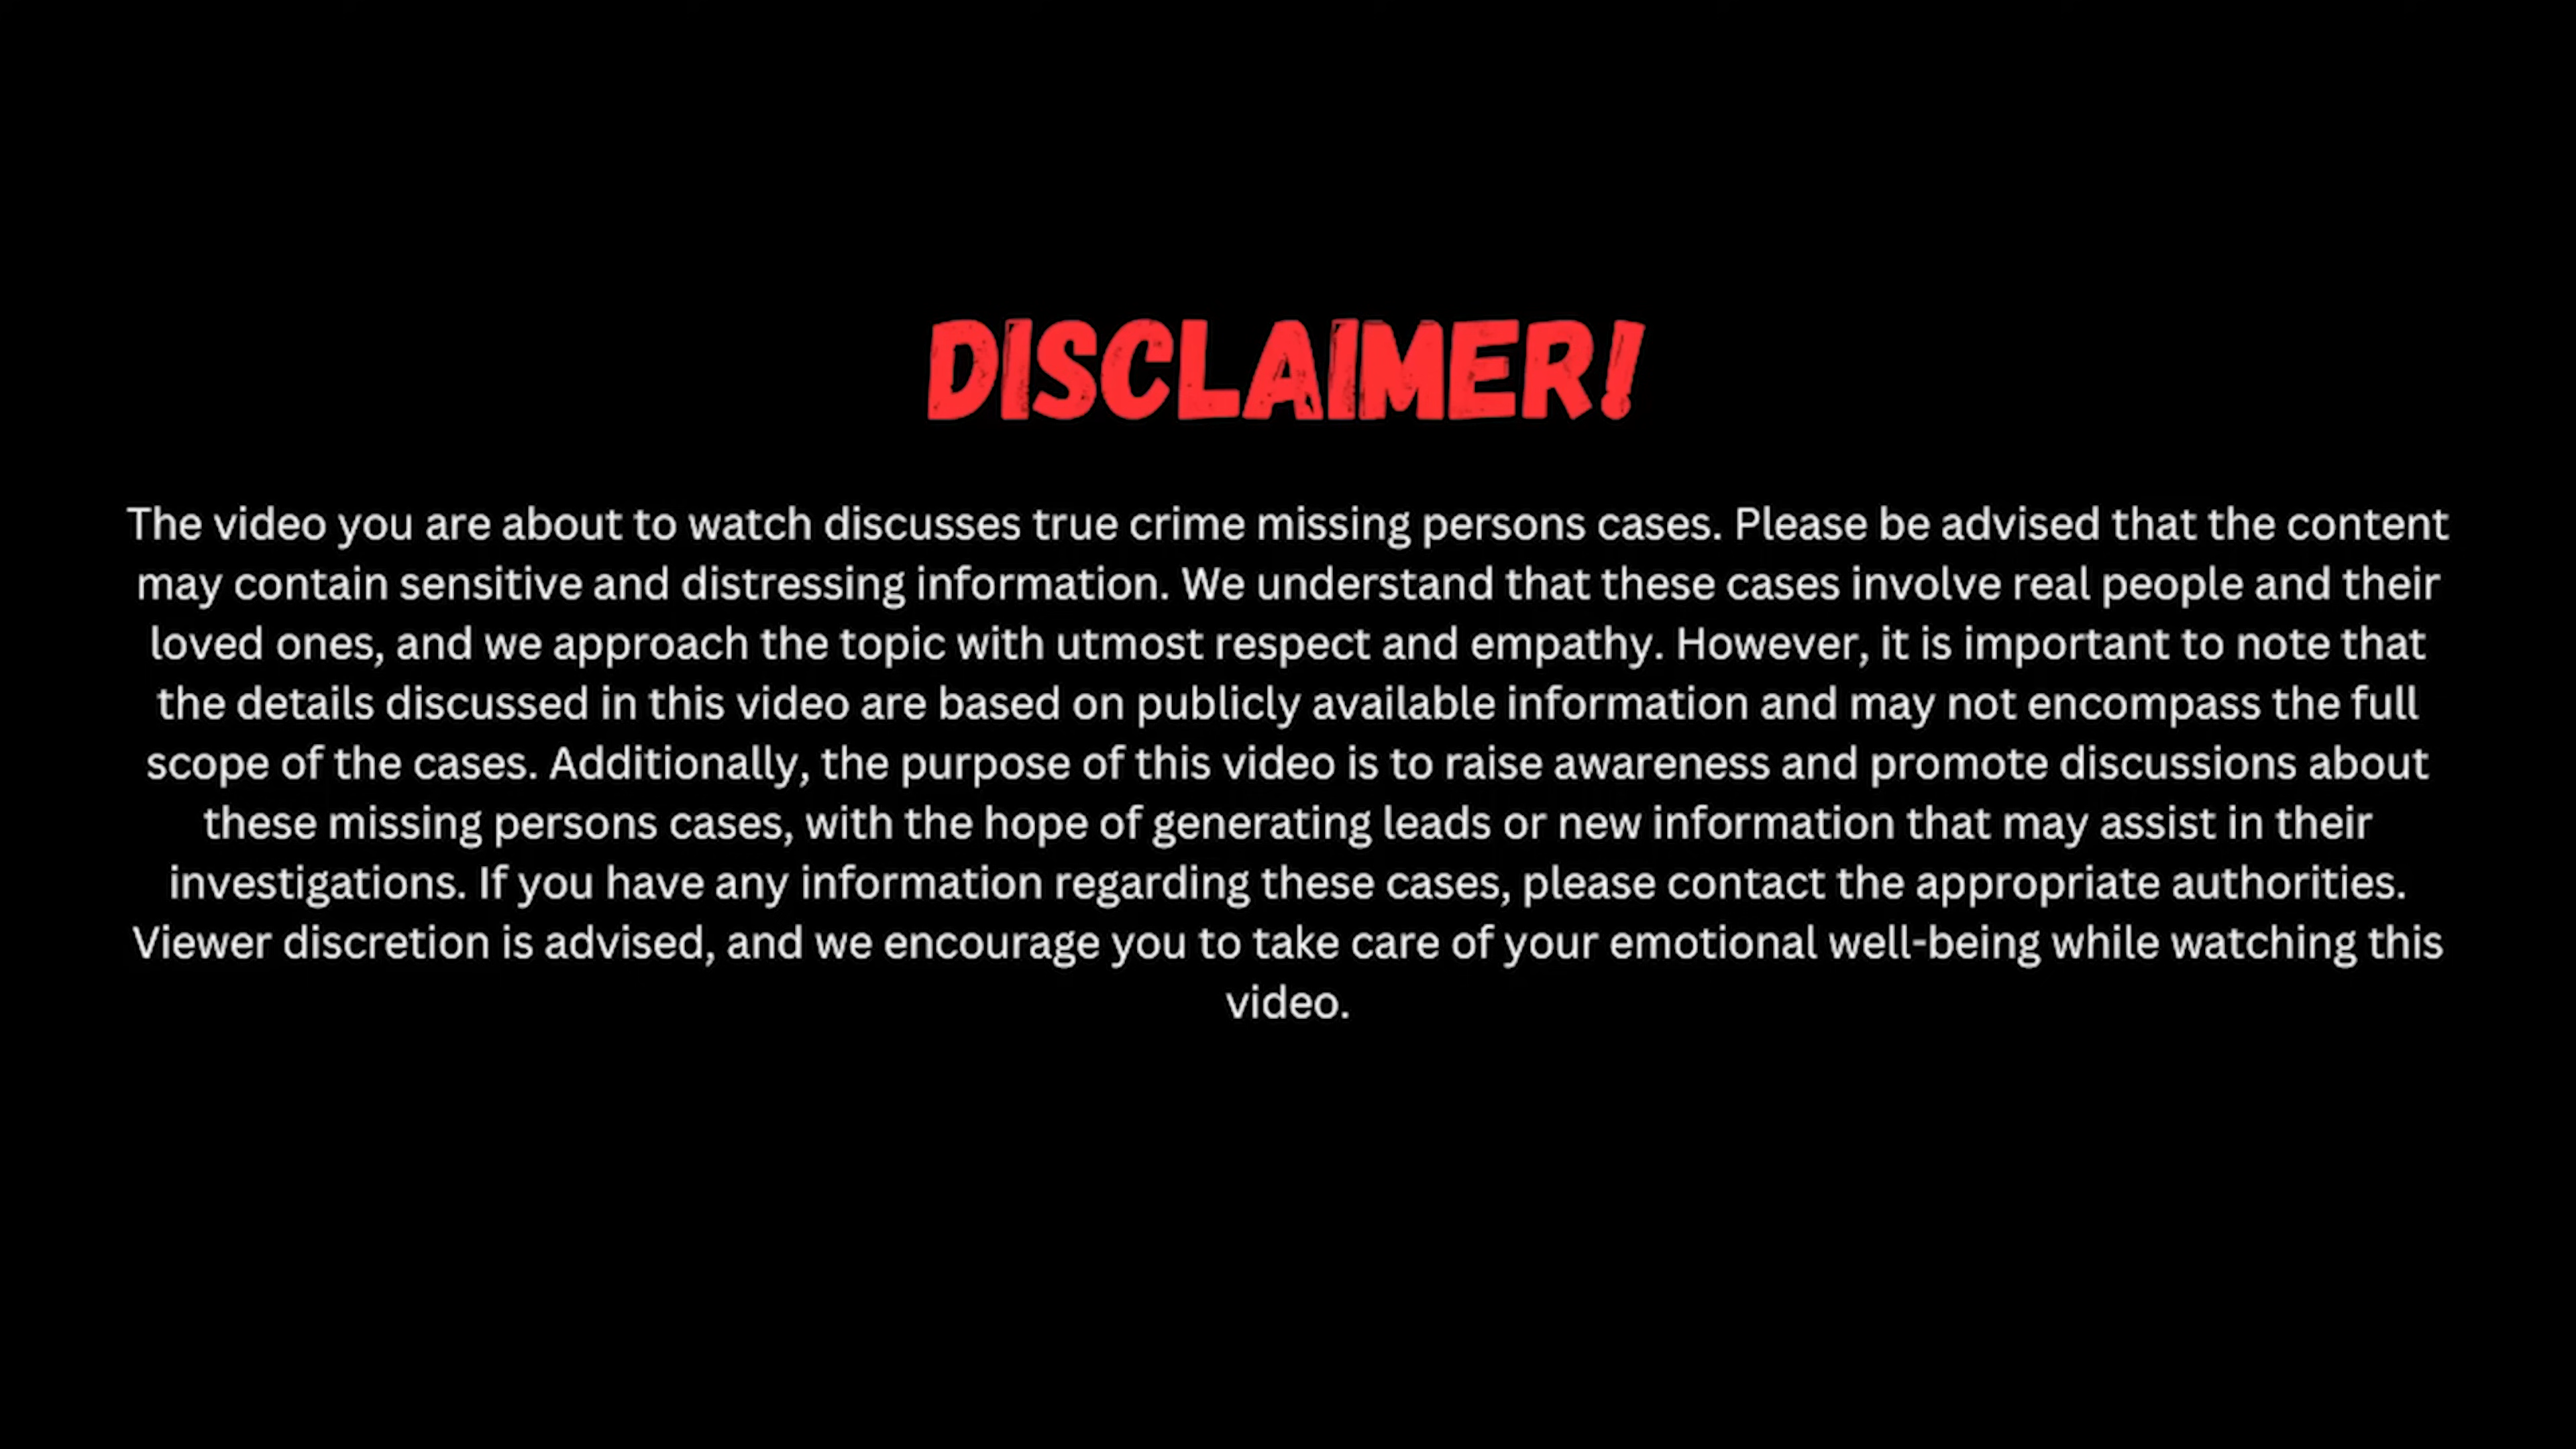 DISCLAIMER!
The video you are about to watch discusses true crime missing persons cases. Please be advised that the content
may contain sensitive and distressing information. We understand that these cases involve real people and their
loved ones, and we approach the topic with utmost respect and empathy. However, it is important to note that
the details discussed in this video are based on publicly available information and may not encompass the full
scope of the cases. Additionally, the purpose of this video is to raise awareness and promote discussions about
these missing persons cases, with the hope of generating leads or new information that may assist in their
investigations. If you have any information regarding these cases, please contact the appropriate authorities.
Viewer discretion is advised, and we encourage you to take care of your emotional well-being while watching this
video.